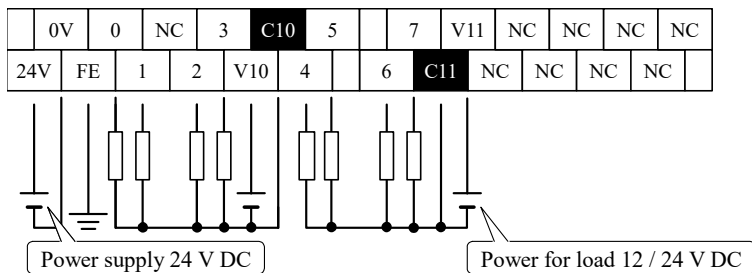 0V 0 NC 3 C10 5 7 V11 NC NC NC NC
24V FE 1 2 V10 4 6 C11 NC NC NC NC
Power supply 24 V DC
Power for load 12 / 24 V DC